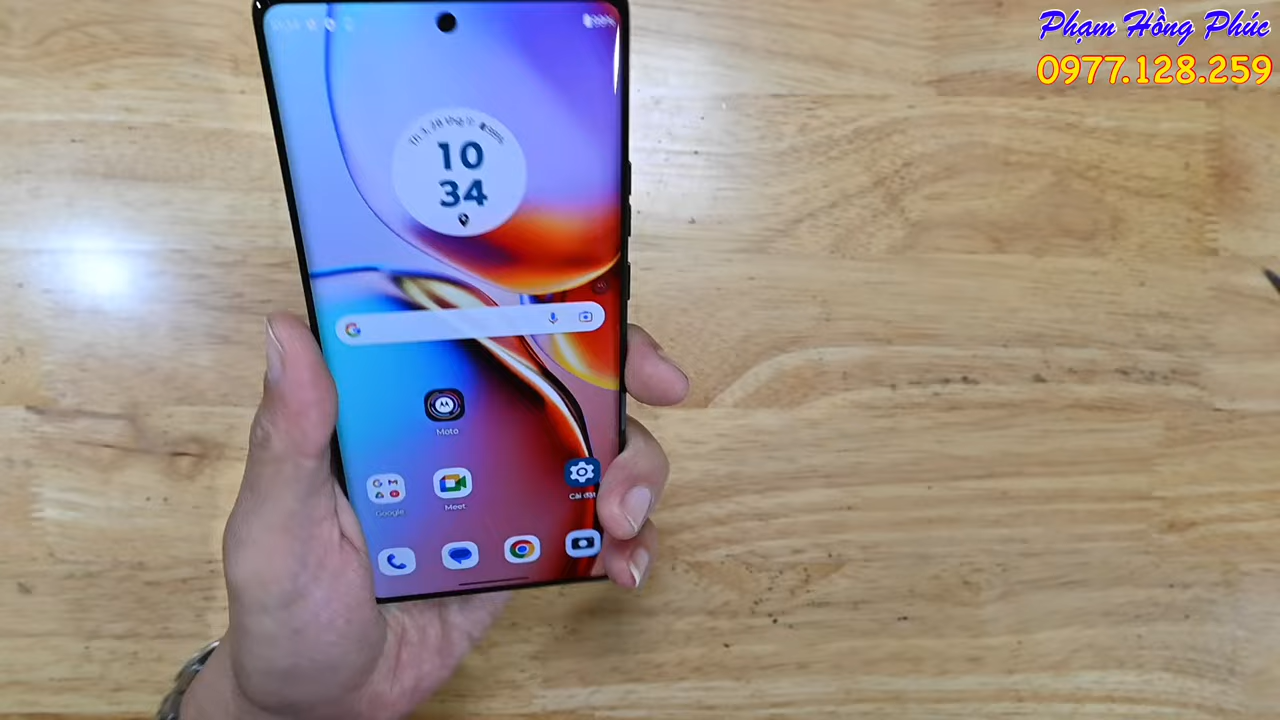 Phạm Hồng Phúc
0977.128.259
10
34
Moto
Google
Meet
Cài đặt